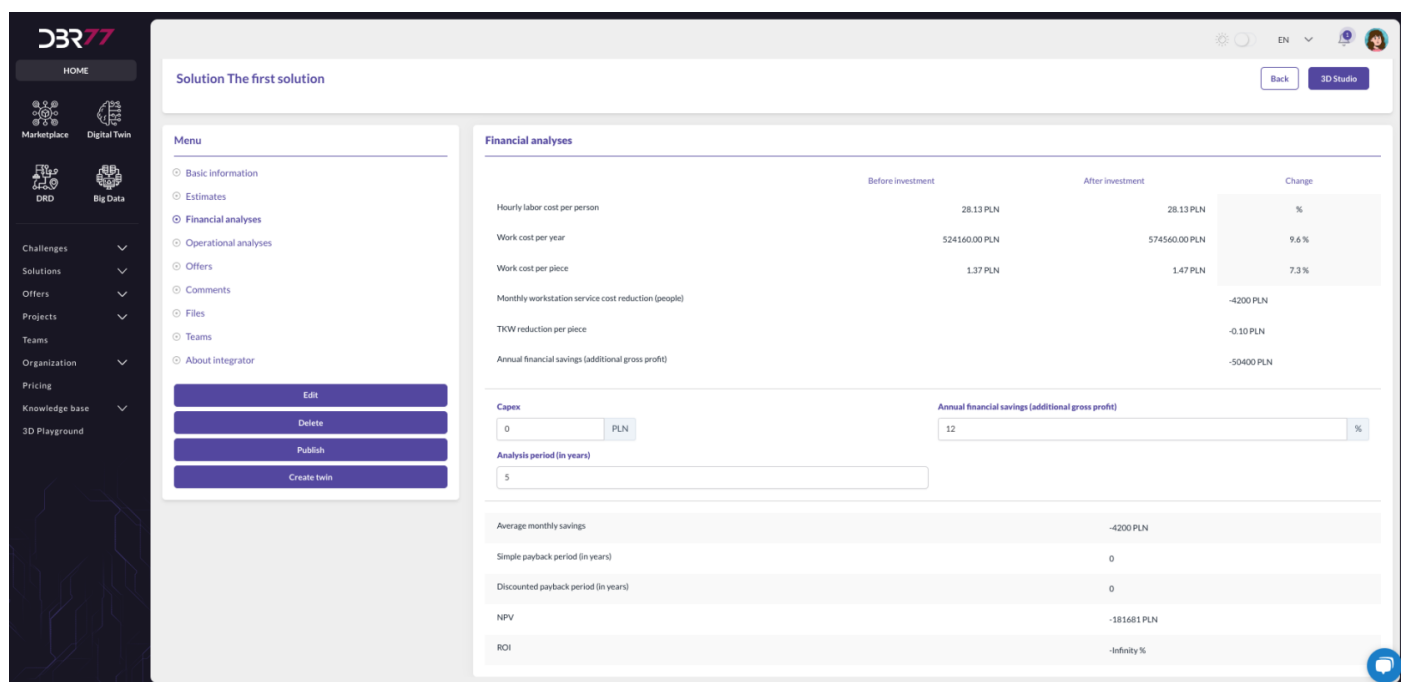 DBR77
EN
1
HOME
Marketplace Digital Twin
DRD Big Data
Challenges
Solutions
Offers
Projects
Teams
Organization
Pricing
Knowledge base
3D Playground
Solution The first solution
Back 3D Studio
Menu
Basic information
Estimates
Financial analyses
Operational analyses
Offers
Comments
Files
Teams
About integrator
Edit
Delete
Publish
Create twin
Financial analyses
Before investment After investment Change
Hourly labor cost per person 28.13 PLN 28.13 PLN %
Work cost per year 524160.00 PLN 574560.00 PLN 9.6 %
Work cost per piece 1.37 PLN 1.47 PLN 7.3 %
Monthly workstation service cost reduction (people) -4200 PLN
TKW reduction per piece -0.10 PLN
Annual financial savings (additional gross profit) -50400 PLN
Capex Annual financial savings (additional gross profit)
0 PLN 12 %
Analysis period (in years)
5
Average monthly savings -4200 PLN
Simple payback period (in years) 0
Discounted payback period (in years) 0
NPV -181681 PLN
ROI -Infinity %